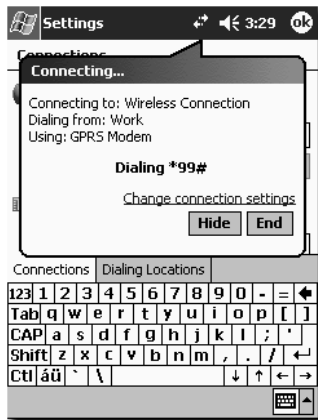 Settings 3:29 ok
Connections
Connecting...
Connecting to: Wireless Connection
Dialing from: Work
Using: GPRS Modem
Dialing *99#
Change connection settings
Hide End
Connections Dialing Locations
123 1 2 3 4 5 6 7 8 9 0 - =
Tab q w e r t y u i o p [ ]
CAP a s d f g h j k l ; '
Shift z x c v b n m , . /
Ctl áü ` \